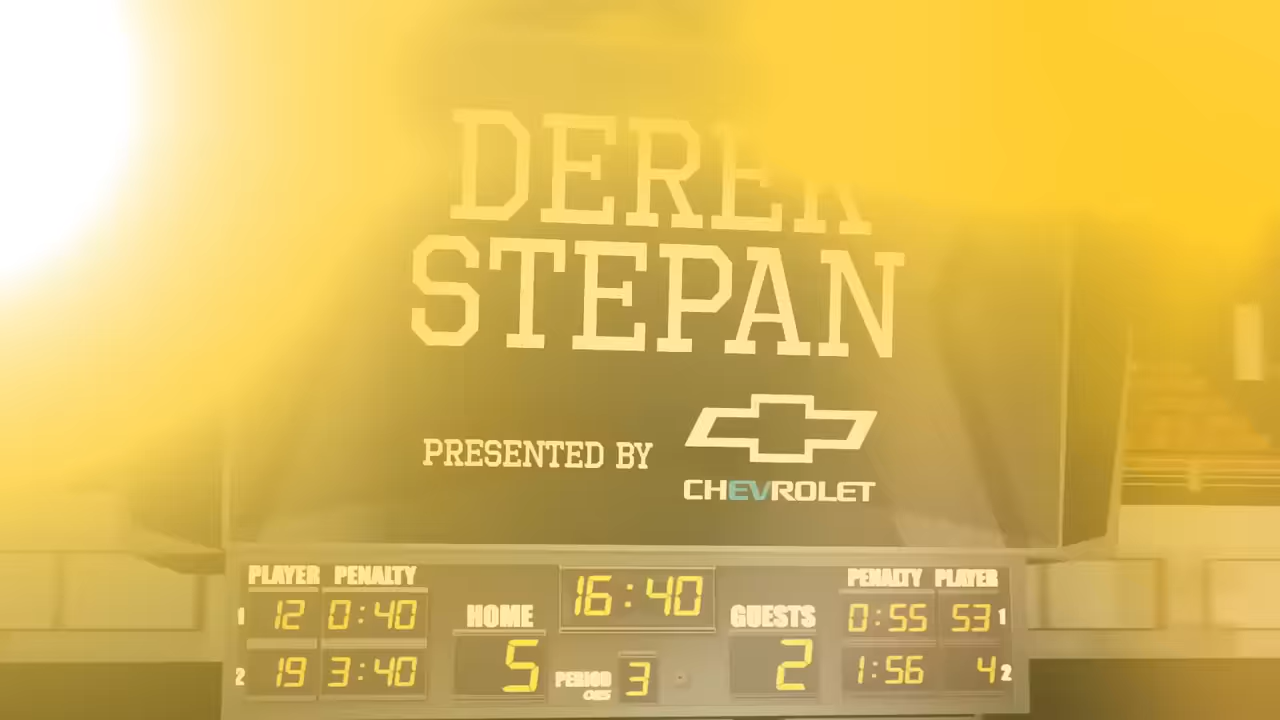 DEREK
STEPAN
PRESENTED BY
CHEVROLET
PLAYER PENALTY
1 12 0:40
2 19 3:40
HOME
5
16:40
PERIOD
3
GUESTS
2
PENALTY PLAYER
0:55 53 1
1:56 4 2